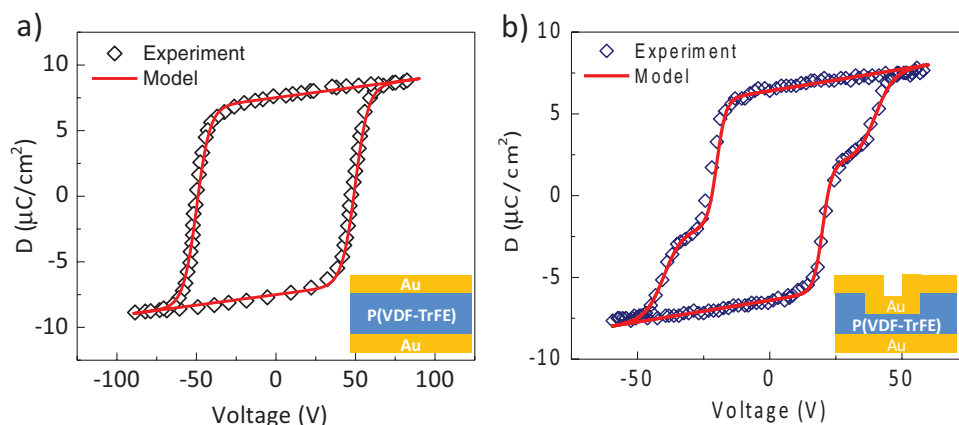 a)
Experiment
Model
10
5
0
-5
-10
D (μC/cm²)
-100
-50
0
50
100
Voltage (V)
Au
P(VDF-TrFE)
Au
b)
Experiment
Model
10
5
0
-5
-10
D (μC/cm²)
-50
0
50
Voltage (V)
Au
P(VDF-TrFE)
Au